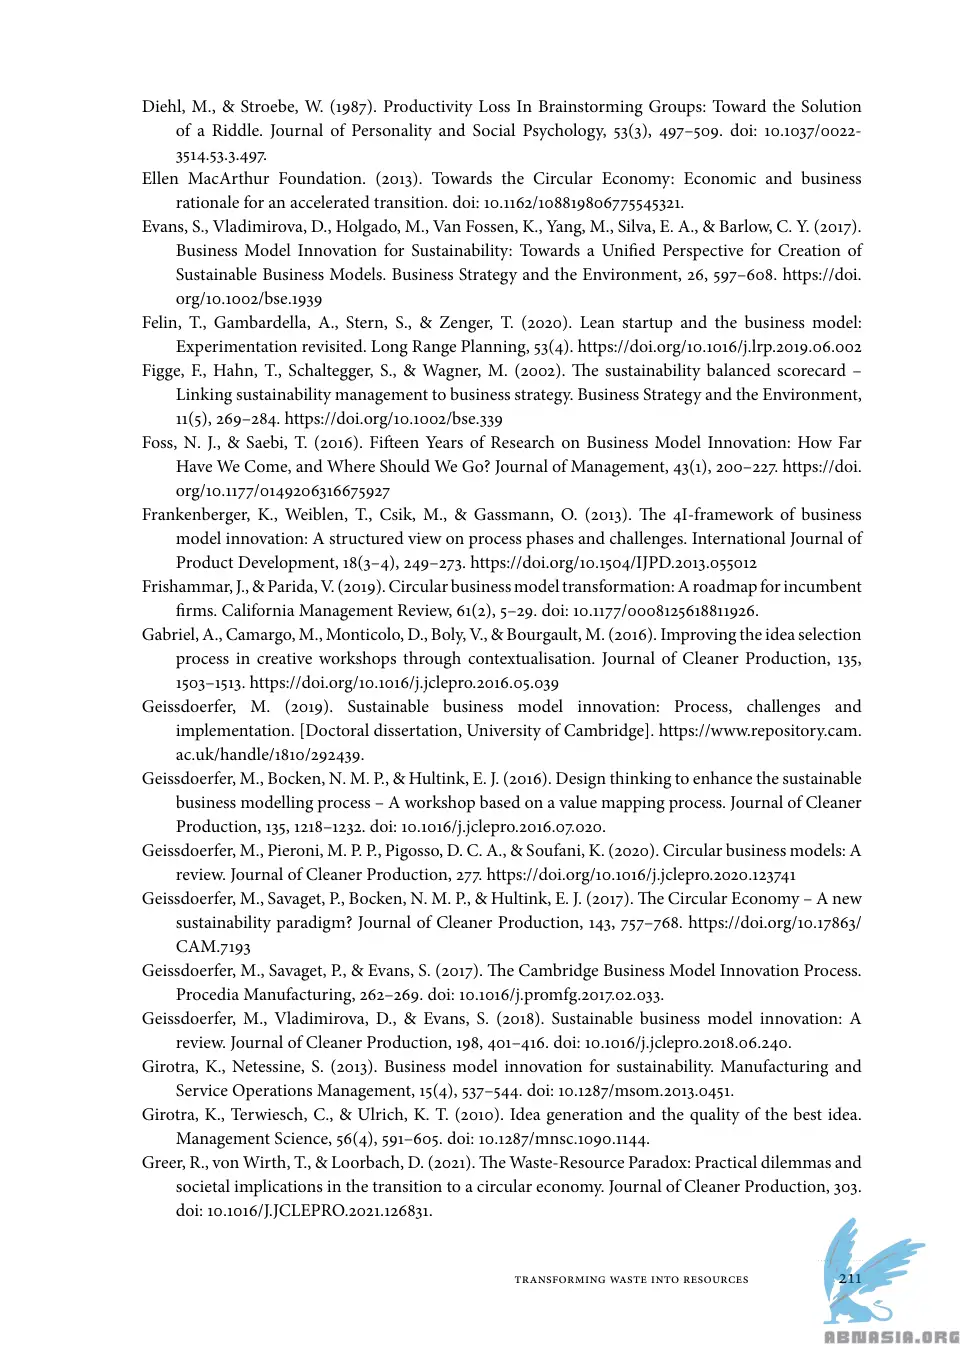 Diehl, M., & Stroebe, W. (1987). Productivity Loss In Brainstorming Groups: Toward the Solution
of a Riddle. Journal of Personality and Social Psychology, 53(3), 497–509. doi: 10.1037/0022-
3514.53.3.497.
Ellen MacArthur Foundation. (2013). Towards the Circular Economy: Economic and business
rationale for an accelerated transition. doi: 10.1162/108819806775545321.
Evans, S., Vladimirova, D., Holgado, M., Van Fossen, K., Yang, M., Silva, E. A., & Barlow, C. Y. (2017).
Business Model Innovation for Sustainability: Towards a Unified Perspective for Creation of
Sustainable Business Models. Business Strategy and the Environment, 26, 597–608. https://doi.
org/10.1002/bse.1939
Felin, T., Gambardella, A., Stern, S., & Zenger, T. (2020). Lean startup and the business model:
Experimentation revisited. Long Range Planning, 53(4). https://doi.org/10.1016/j.lrp.2019.06.002
Figge, F., Hahn, T., Schaltegger, S., & Wagner, M. (2002). The sustainability balanced scorecard –
Linking sustainability management to business strategy. Business Strategy and the Environment,
11(5), 269–284. https://doi.org/10.1002/bse.339
Foss, N. J., & Saebi, T. (2016). Fifteen Years of Research on Business Model Innovation: How Far
Have We Come, and Where Should We Go? Journal of Management, 43(1), 200–227. https://doi.
org/10.1177/0149206316675927
Frankenberger, K., Weiblen, T., Csik, M., & Gassmann, O. (2013). The 4I-framework of business
model innovation: A structured view on process phases and challenges. International Journal of
Product Development, 18(3–4), 249–273. https://doi.org/10.1504/IJPD.2013.055012
Frishammar, J., & Parida, V. (2019). Circular business model transformation: A roadmap for incumbent
firms. California Management Review, 61(2), 5–29. doi: 10.1177/0008125618811926.
Gabriel, A., Camargo, M., Monticolo, D., Boly, V., & Bourgault, M. (2016). Improving the idea selection
process in creative workshops through contextualisation. Journal of Cleaner Production, 135,
1503–1513. https://doi.org/10.1016/j.jclepro.2016.05.039
Geissdoerfer, M. (2019). Sustainable business model innovation: Process, challenges and
implementation. [Doctoral dissertation, University of Cambridge]. https://www.repository.cam.
ac.uk/handle/1810/292439.
Geissdoerfer, M., Bocken, N. M. P., & Hultink, E. J. (2016). Design thinking to enhance the sustainable
business modelling process – A workshop based on a value mapping process. Journal of Cleaner
Production, 135, 1218–1232. doi: 10.1016/j.jclepro.2016.07.020.
Geissdoerfer, M., Pieroni, M. P. P., Pigosso, D. C. A., & Soufani, K. (2020). Circular business models: A
review. Journal of Cleaner Production, 277. https://doi.org/10.1016/j.jclepro.2020.123741
Geissdoerfer, M., Savaget, P., Bocken, N. M. P., & Hultink, E. J. (2017). The Circular Economy – A new
sustainability paradigm? Journal of Cleaner Production, 143, 757–768. https://doi.org/10.17863/
CAM.7193
Geissdoerfer, M., Savaget, P., & Evans, S. (2017). The Cambridge Business Model Innovation Process.
Procedia Manufacturing, 262–269. doi: 10.1016/j.promfg.2017.02.033.
Geissdoerfer, M., Vladimirova, D., & Evans, S. (2018). Sustainable business model innovation: A
review. Journal of Cleaner Production, 198, 401–416. doi: 10.1016/j.jclepro.2018.06.240.
Girotra, K., Netessine, S. (2013). Business model innovation for sustainability. Manufacturing and
Service Operations Management, 15(4), 537–544. doi: 10.1287/msom.2013.0451.
Girotra, K., Terwiesch, C., & Ulrich, K. T. (2010). Idea generation and the quality of the best idea.
Management Science, 56(4), 591–605. doi: 10.1287/mnsc.1090.1144.
Greer, R., von Wirth, T., & Loorbach, D. (2021). The Waste-Resource Paradox: Practical dilemmas and
societal implications in the transition to a circular economy. Journal of Cleaner Production, 303.
doi: 10.1016/J.JCLEPRO.2021.126831.
TRANSFORMING WASTE INTO RESOURCES 211
ABNASIA.ORG